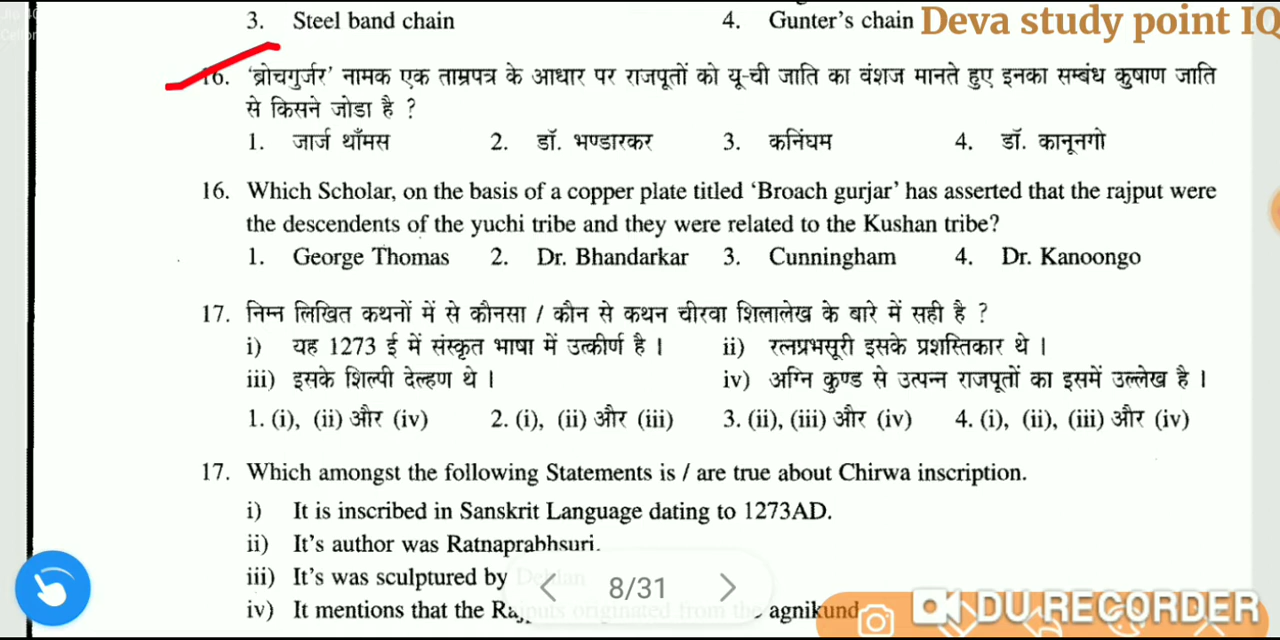 3. Steel band chain 4. Gunter's chain Deva study point IQ
16. 'ब्रोचगुर्जर' नामक एक ताम्रपत्र के आधार पर राजपूतों को यू-ची जाति का वंशज मानते हुए इनका सम्बंध कुषाण जाति
से किसने जोडा है ?
1. जार्ज थाँमस 2. डॉ. भण्डारकर 3. कनिंघम 4. डॉ. कानूनगो
16. Which Scholar, on the basis of a copper plate titled 'Broach gurjar' has asserted that the rajput were
the descendents of the yuchi tribe and they were related to the Kushan tribe?
1. George Thomas 2. Dr. Bhandarkar 3. Cunningham 4. Dr. Kanoongo
17. निम्न लिखित कथनों में से कौनसा / कौन से कथन चीरवा शिलालेख के बारे में सही है ?
i) यह 1273 ई में संस्कृत भाषा में उत्कीर्ण है । ii) रत्नप्रभसूरी इसके प्रशस्तिकार थे ।
iii) इसके शिल्पी देल्हण थे । iv) अग्नि कुण्ड से उत्पन्न राजपूतों का इसमें उल्लेख है ।
1. (i), (ii) और (iv) 2. (i), (ii) और (iii) 3. (ii), (iii) और (iv) 4. (i), (ii), (iii) और (iv)
17. Which amongst the following Statements is / are true about Chirwa inscription.
i) It is inscribed in Sanskrit Language dating to 1273AD.
ii) It's author was Ratnaprabhsuri.
iii) It's was sculptured by
8/31
iv) It mentions that the Rajputs originated from the agnikund
DU RECORDER